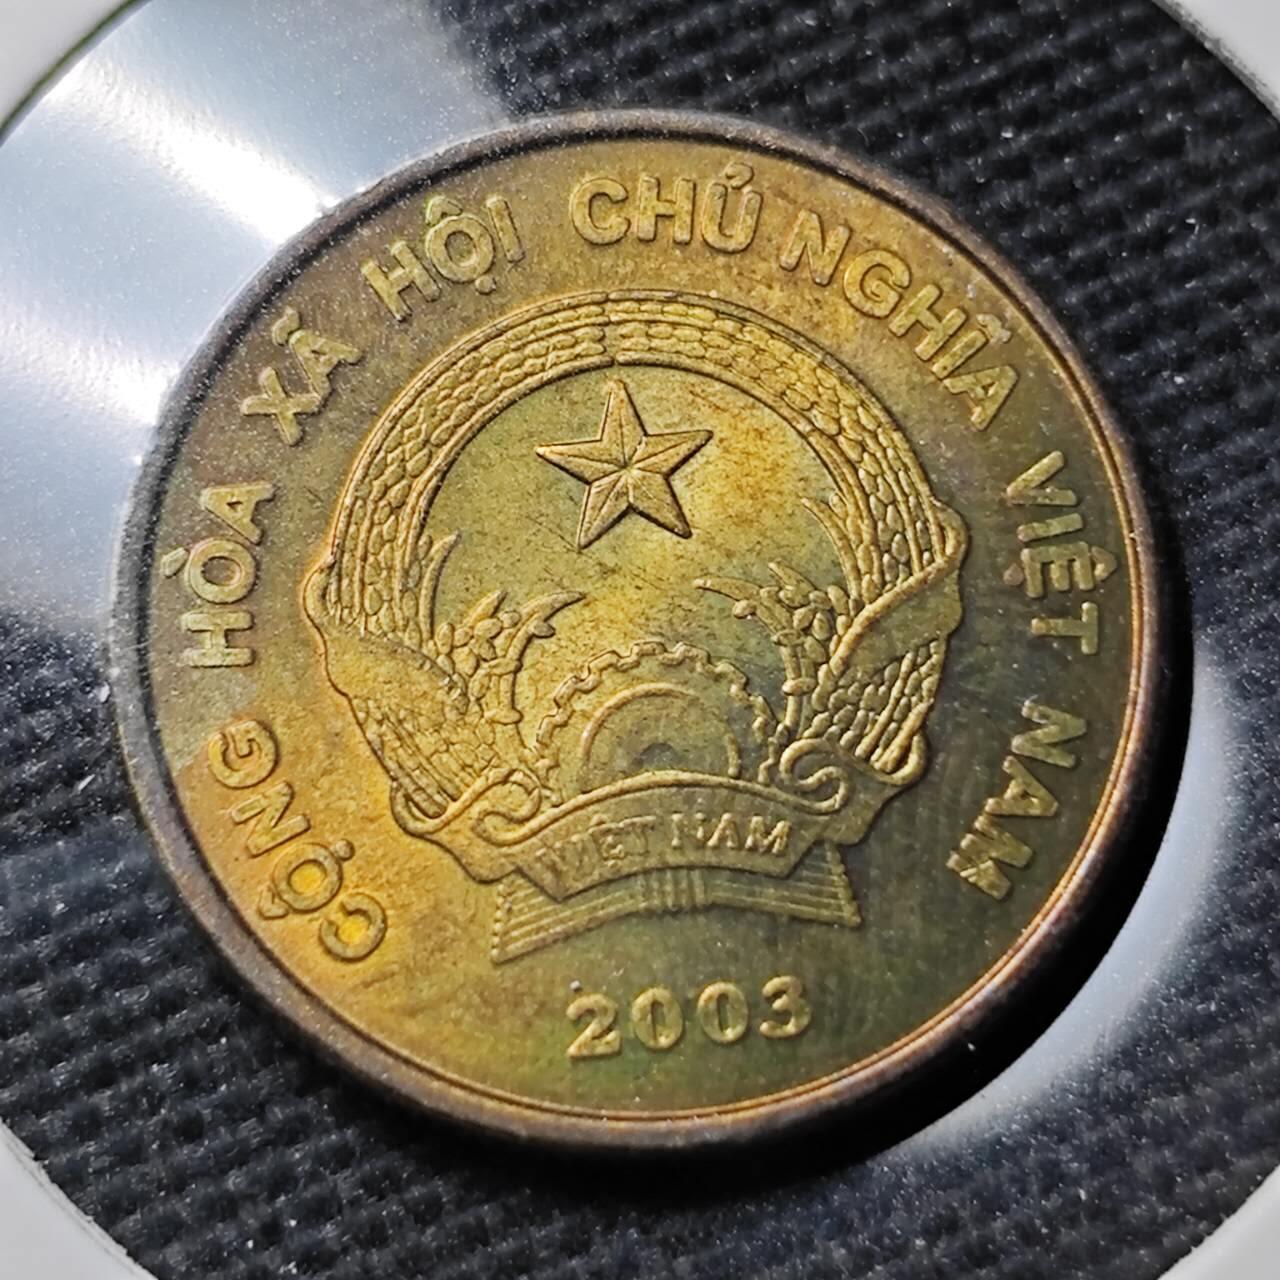 CỘNG HÒA XÃ HỘI CHỦ NGHĨA VIỆT NAM
VIỆT NAM
2003